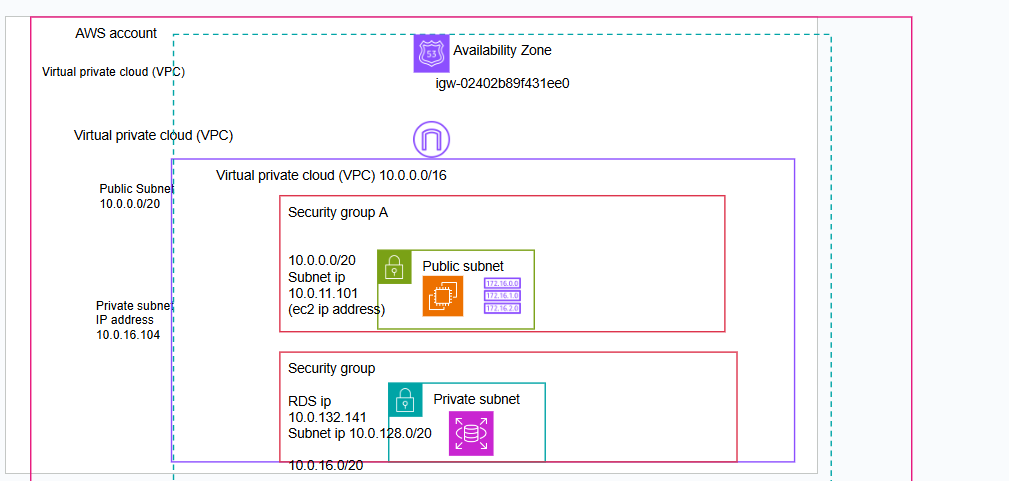 AWS account
53
Availability Zone
Virtual private cloud (VPC)
igw-02402b89f431ee0
Virtual private cloud (VPC)
Virtual private cloud (VPC) 10.0.0.0/16
Public Subnet
10.0.0.0/20
Security group A
10.0.0.0/20
Subnet ip
10.0.11.101
(ec2 ip address)
Public subnet
172.16.0.0
172.16.1.0
172.16.2.0
Private subnet
IP address
10.0.16.104
Security group
RDS ip
10.0.132.141
Subnet ip 10.0.128.0/20
Private subnet
10.0.16.0/20